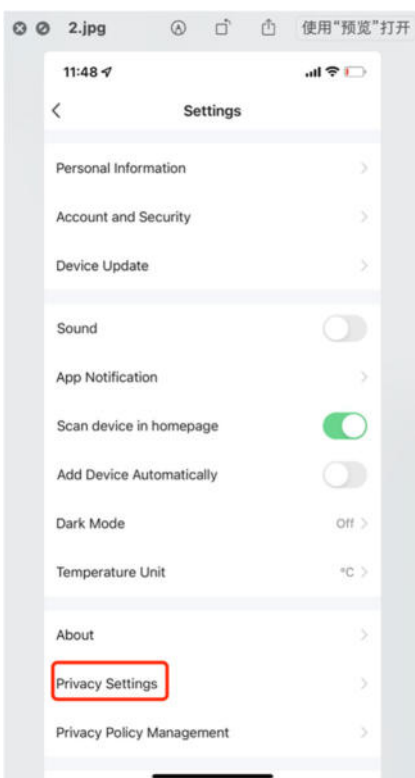 2.jpg 使用“预览”打开
11:48
Settings
Personal Information
Account and Security
Device Update
Sound
App Notification
Scan device in homepage
Add Device Automatically
Dark Mode Off
Temperature Unit °C
About
Privacy Settings
Privacy Policy Management